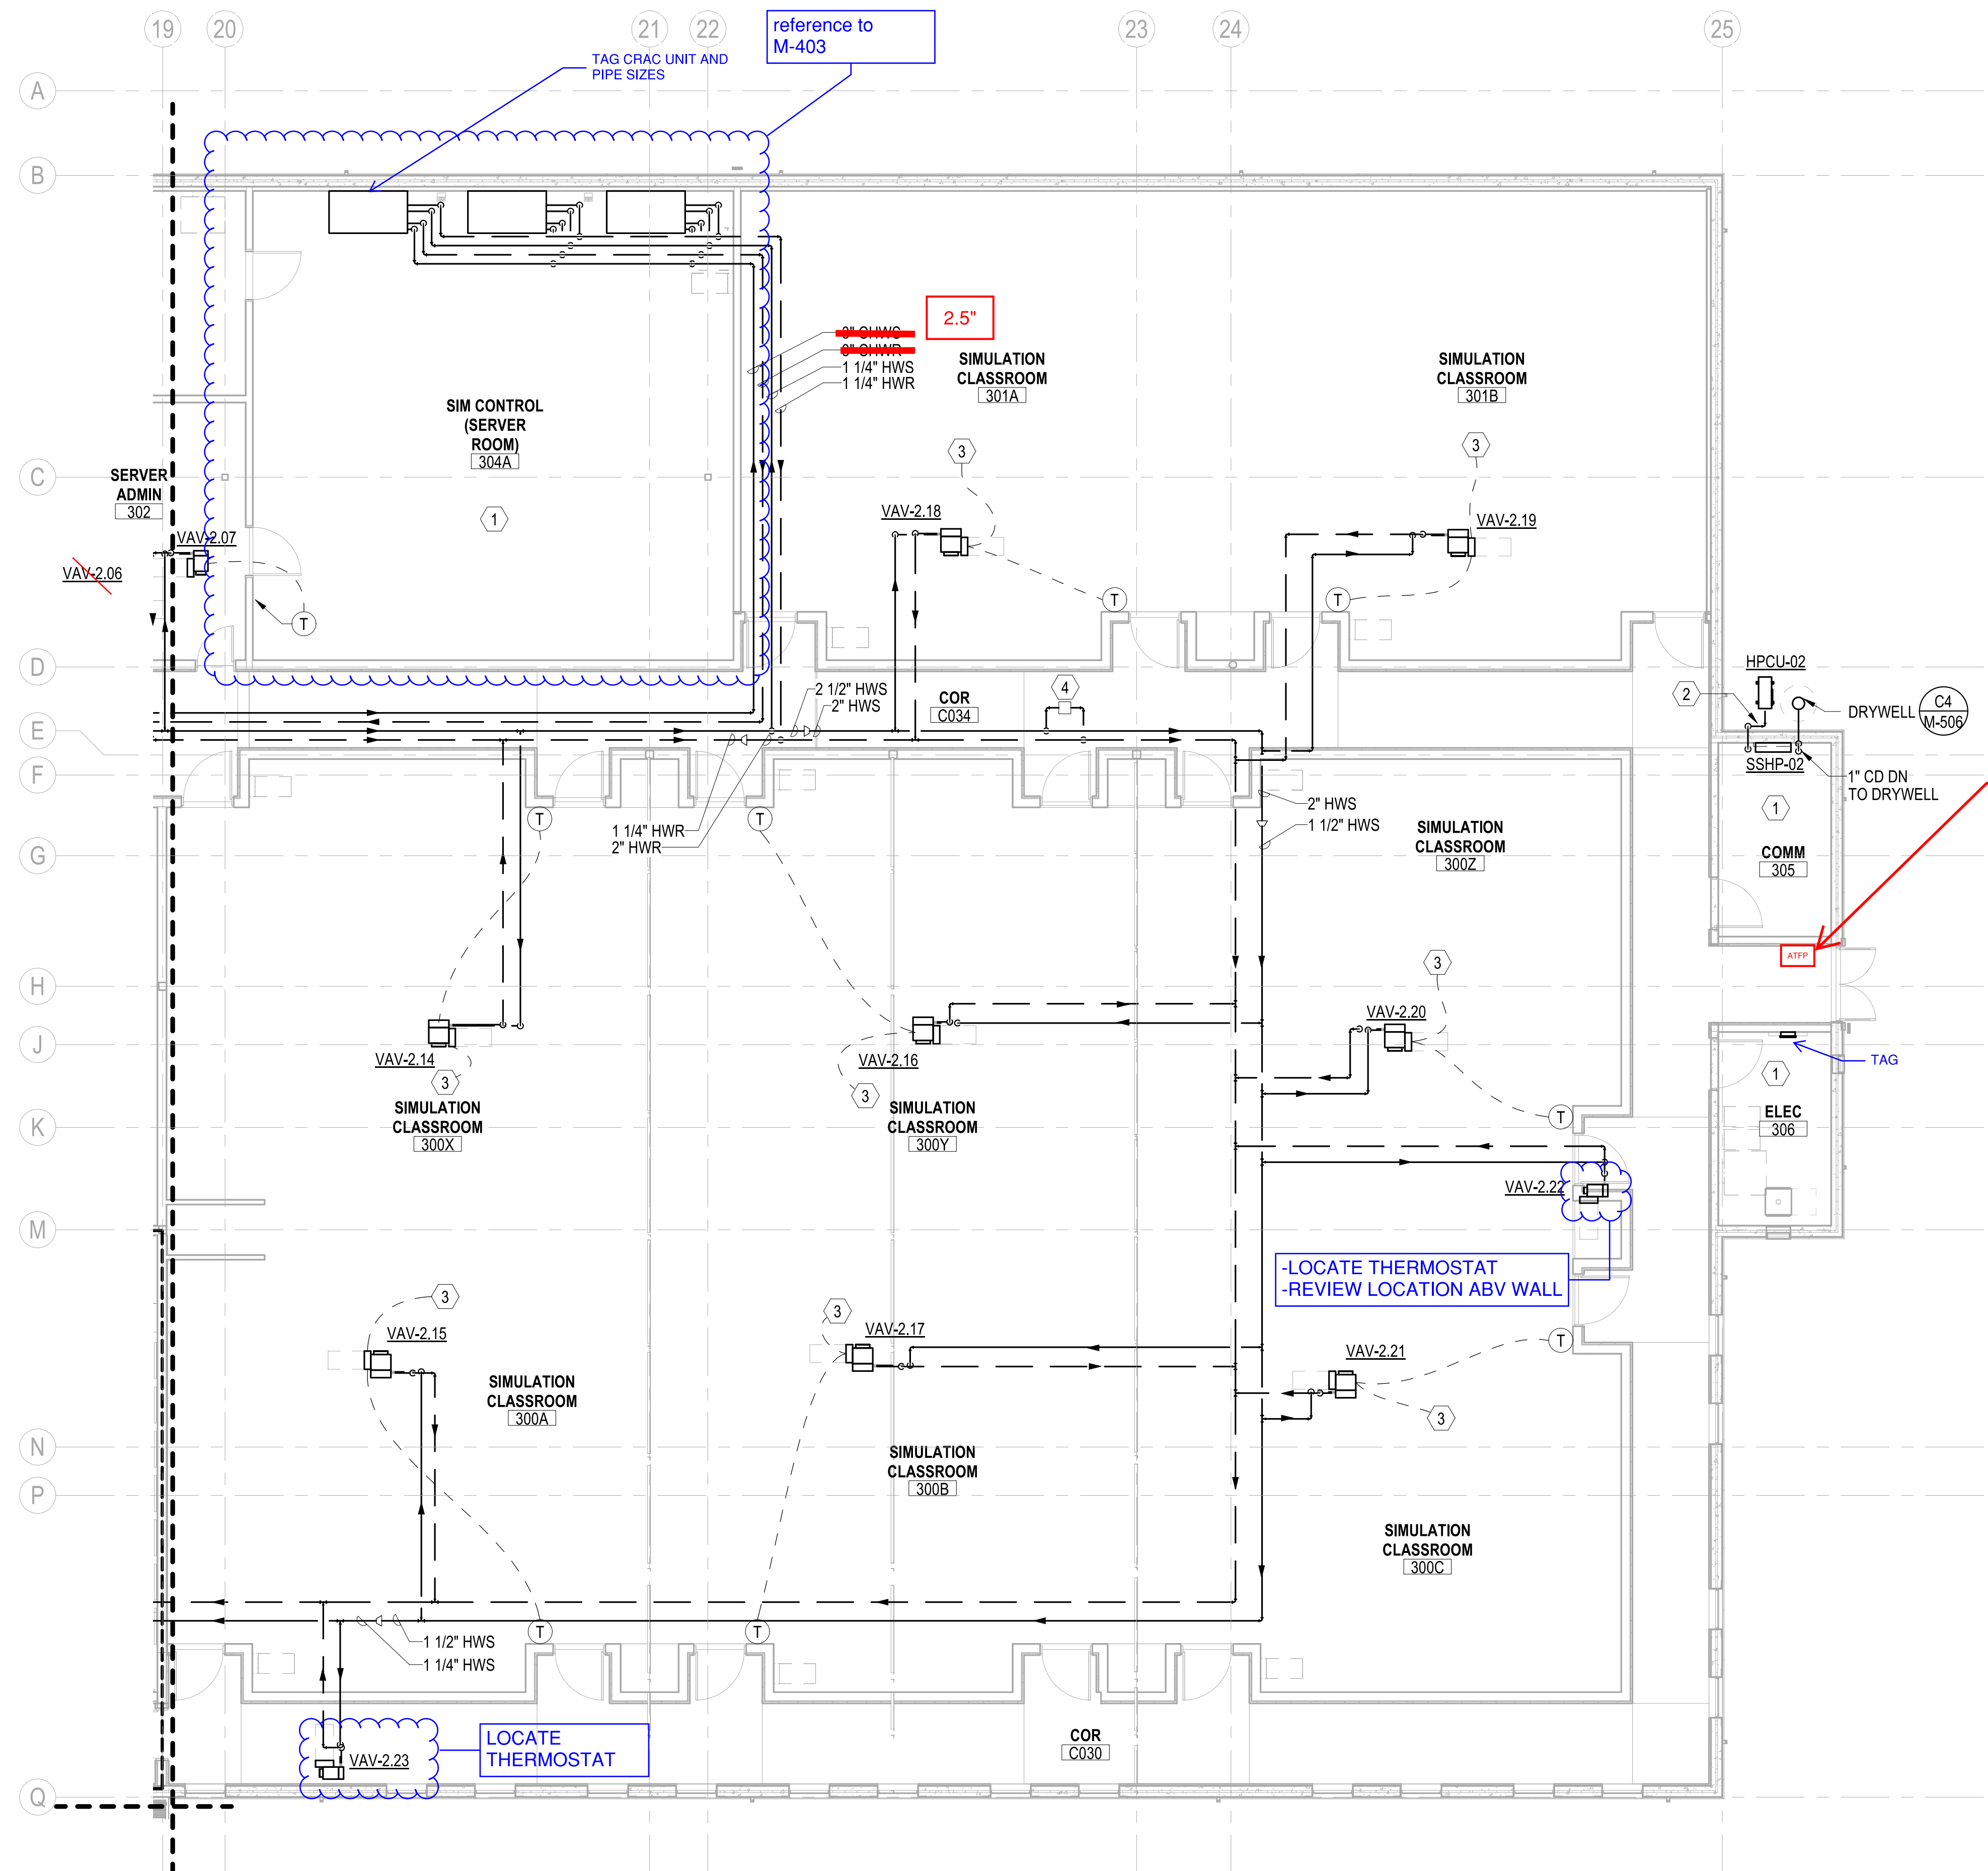 19
20
21
22
23
24
25
reference to
M-403
TAG CRAC UNIT AND
PIPE SIZES
A
B
2.5"
3" CHWS
3" CHWR
1 1/4" HWS
1 1/4" HWR
SIMULATION
CLASSROOM
301A
SIMULATION
CLASSROOM
301B
SIM CONTROL
(SERVER
ROOM)
304A
3
3
C
SERVER
ADMIN
302
1
VAV-2.18
VAV-2.19
VAV-2.07
VAV-2.06
T
T
T
D
HPCU-02
2
4
2 1/2" HWS
2" HWS
COR
C034
DRYWELL
C4
M-506
E
F
SSHP-02
1" CD DN
TO DRYWELL
1
T
T
1 1/4" HWR
2" HWR
2" HWS
1 1/2" HWS
SIMULATION
CLASSROOM
300Z
G
COMM
305
ATFP
H
3
J
VAV-2.14
VAV-2.16
VAV-2.20
TAG
3
3
1
SIMULATION
CLASSROOM
300X
SIMULATION
CLASSROOM
300Y
T
K
ELEC
306
VAV-2.22
M
-LOCATE THERMOSTAT
-REVIEW LOCATION ABV WALL
3
3
VAV-2.15
VAV-2.17
T
VAV-2.21
SIMULATION
CLASSROOM
300A
3
N
SIMULATION
CLASSROOM
300B
P
SIMULATION
CLASSROOM
300C
T
T
1 1/2" HWS
1 1/4" HWS
LOCATE
THERMOSTAT
VAV-2.23
COR
C030
Q